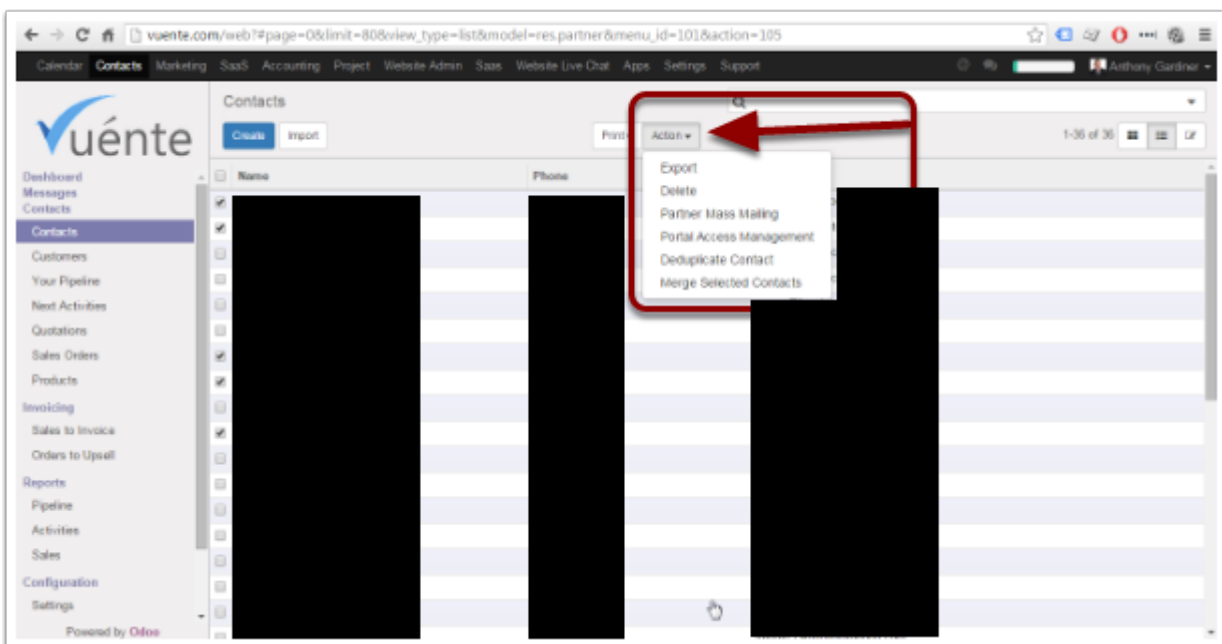 vuente.com/web?#page=0&limit=80&view_type=list&model=res.partner&menu_id=101&action=105
Calendar Contacts Marketing SaaS Accounting Project Website Admin Saas Website Live Chat Apps Settings Support Anthony Gardner
Vuénte
Contacts
Create Import Print Action 1-36 of 36
Name Phone
Export
Delete
Partner Mass Mailing
Portal Access Management
Deduplicate Contact
Merge Selected Contacts
Dashboard
Messages
Contacts
Contacts
Customers
Your Pipeline
Next Activities
Quotations
Sales Orders
Products
Invoicing
Sales to Invoice
Orders to Upsell
Reports
Pipeline
Activities
Sales
Configuration
Settings
Powered by Odoo